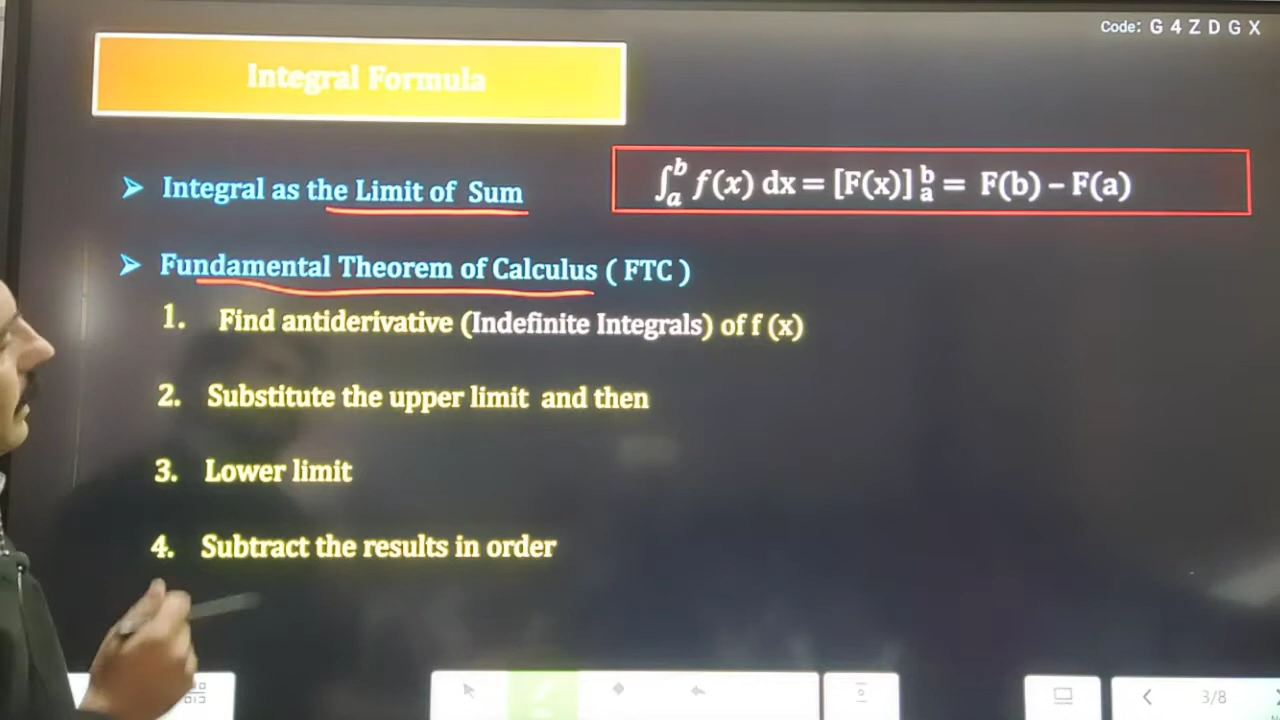 Code: G 4 Z D G X
Integral Formula
➢ Integral as the Limit of Sum
∫ₐᵇ f(x) dx = [F(x)] ᵇₐ = F(b) – F(a)
➢ Fundamental Theorem of Calculus ( FTC )
1. Find antiderivative (Indefinite Integrals) of f (x)
2. Substitute the upper limit and then
3. Lower limit
4. Subtract the results in order
3/8